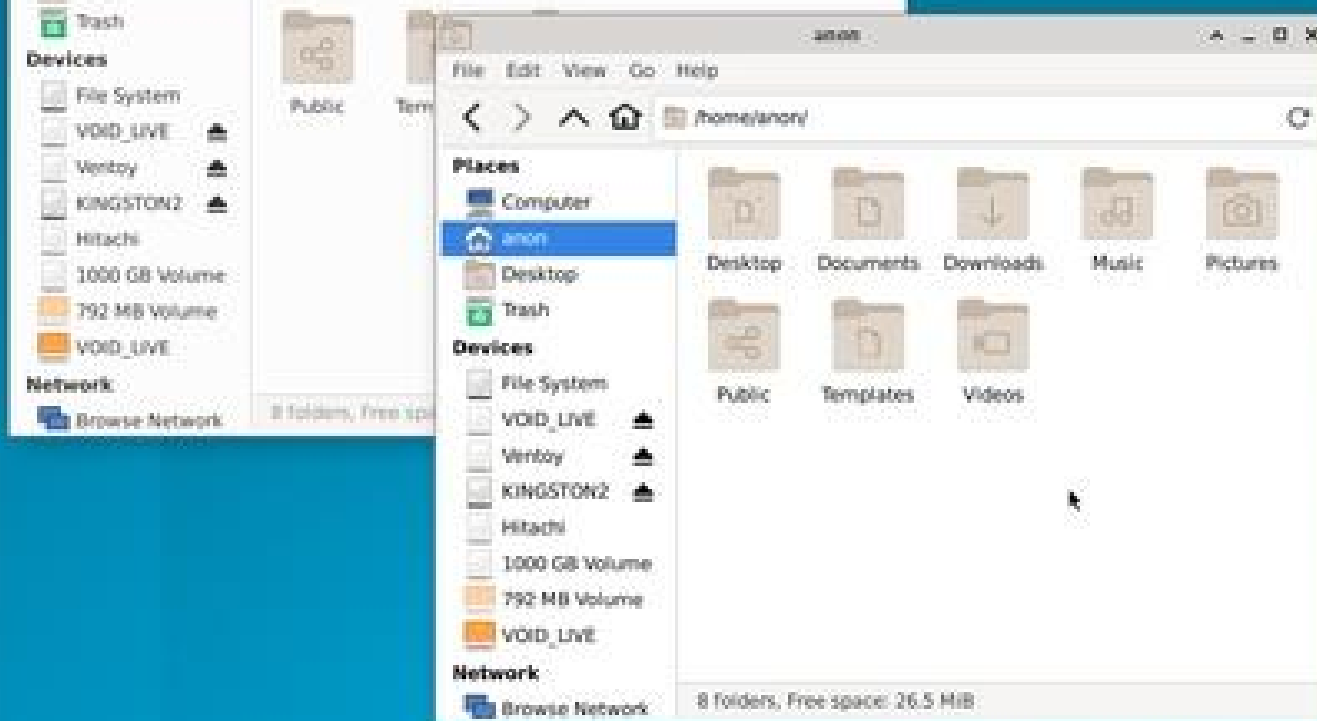 Trash
Devices
File System
VOID_LIVE
Ventoy
KINGSTON2
Hitachi
1000 GB Volume
792 MB Volume
VOID_LIVE
Network
Browse Network
Public
Tem
8 folders, Free spa
anon
File Edit View Go Help
/home/anon/
Places
Computer
anon
Desktop
Trash
Devices
File System
VOID_LIVE
Ventoy
KINGSTON2
Hitachi
1000 GB Volume
792 MB Volume
VOID_LIVE
Network
Browse Network
Desktop Documents Downloads Music Pictures
Public Templates Videos
8 folders, Free space: 26.5 MiB